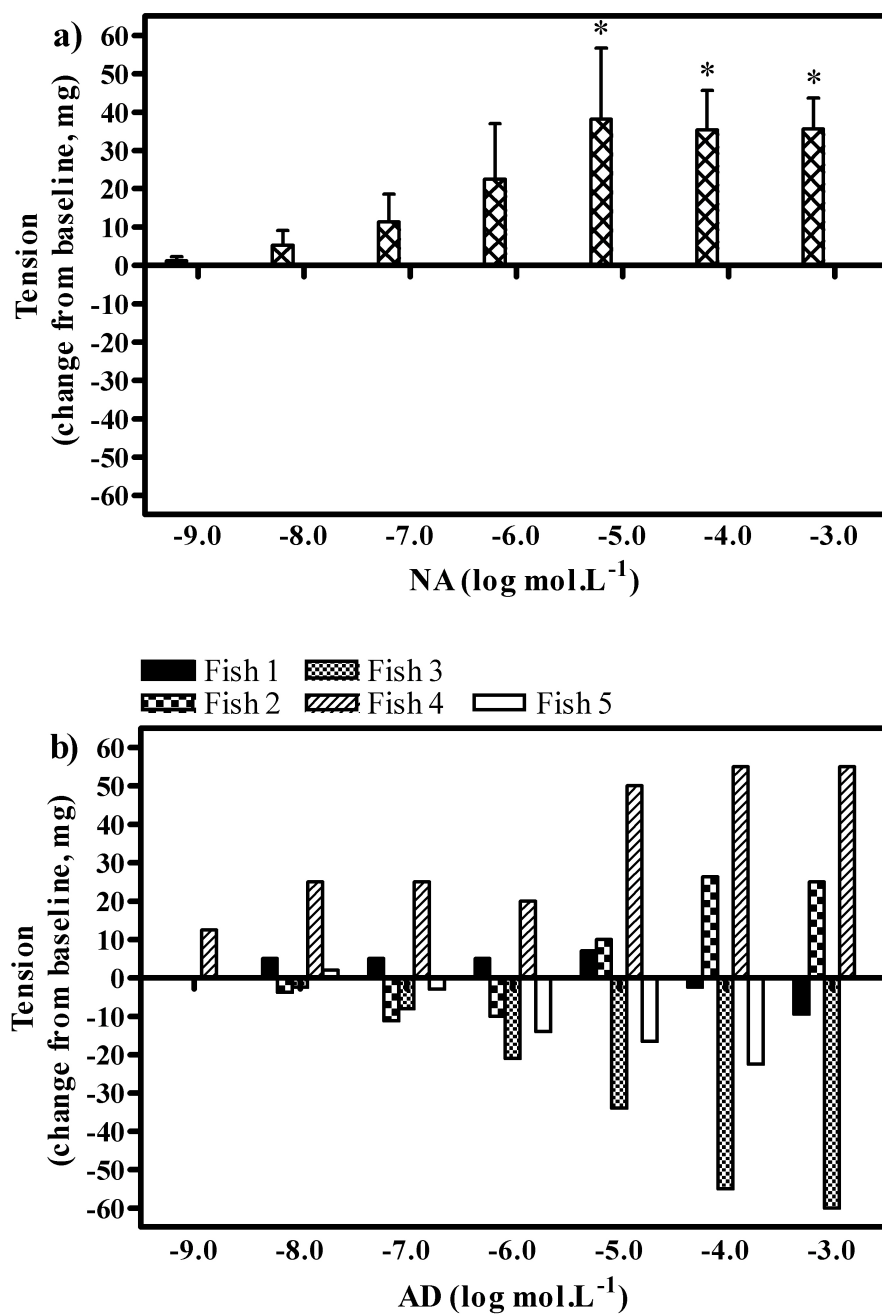 a)
Tension
(change from baseline, mg)
60
50
40
30
20
10
0
-10
-20
-30
-40
-50
-60
*
*
*
-9.0 -8.0 -7.0 -6.0 -5.0 -4.0 -3.0
NA (log mol.L⁻¹)
Fish 1 Fish 3
Fish 2 Fish 4 Fish 5
b)
Tension
(change from baseline, mg)
60
50
40
30
20
10
0
-10
-20
-30
-40
-50
-60
-9.0 -8.0 -7.0 -6.0 -5.0 -4.0 -3.0
AD (log mol.L⁻¹)